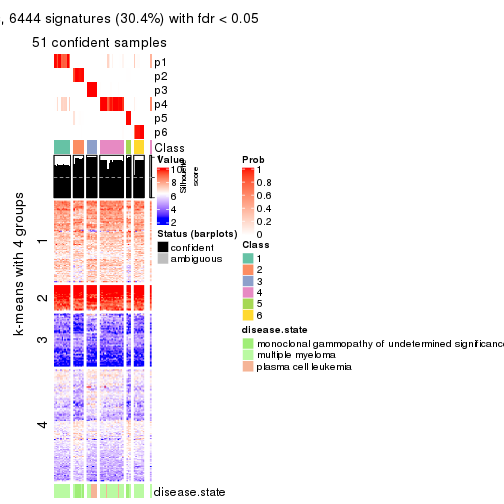 , 6444 signatures (30.4%) with fdr < 0.05
51 confident samples
p1
p2
p3
p4
p5
p6
Class
Value
10
8
6
4
2
Silhouette
score
Prob
1
0.8
0.6
0.4
0.2
0
Status (barplots)
confident
ambiguous
Class
1
2
3
4
5
6
disease.state
monoclonal gammopathy of undetermined significance
multiple myeloma
plasma cell leukemia
k-means with 4 groups
1
2
3
4
disease.state